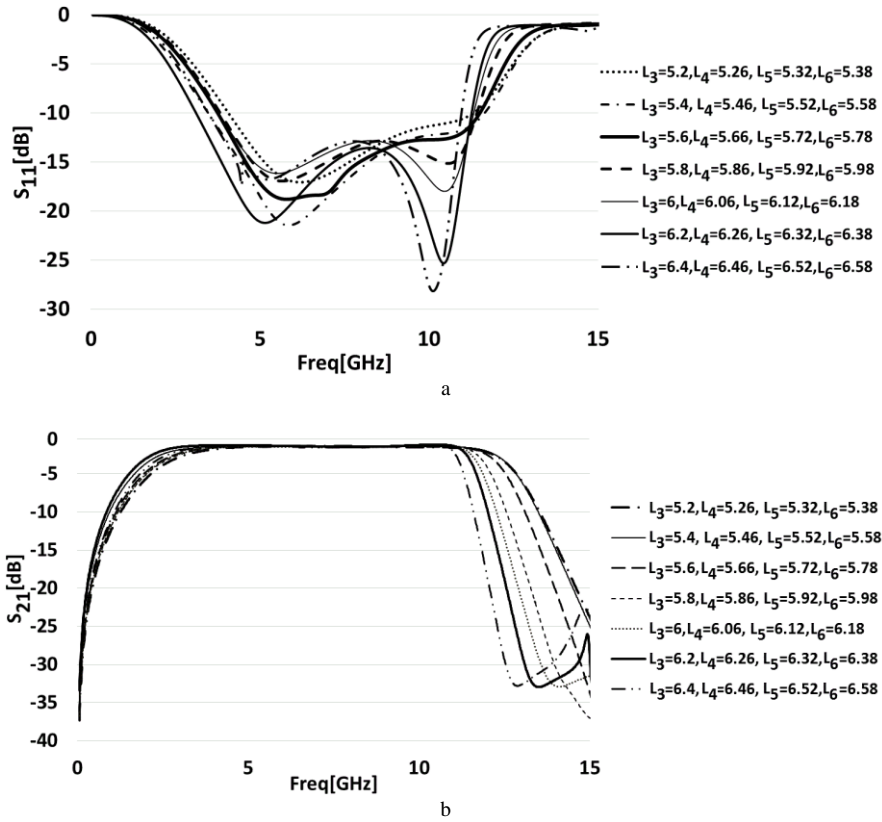 0
-5
-10
-15
-20
-25
-30
S11[dB]
0 5 10 15
Freq[GHz]
L3=5.2,L4=5.26, L5=5.32,L6=5.38
L3=5.4, L4=5.46, L5=5.52,L6=5.58
L3=5.6,L4=5.66, L5=5.72,L6=5.78
L3=5.8,L4=5.86, L5=5.92,L6=5.98
L3=6,L4=6.06, L5=6.12,L6=6.18
L3=6.2,L4=6.26, L5=6.32,L6=6.38
L3=6.4,L4=6.46, L5=6.52,L6=6.58
a
0
-5
-10
-15
-20
-25
-30
-35
-40
S21[dB]
0 5 10 15
Freq[GHz]
L3=5.2,L4=5.26, L5=5.32,L6=5.38
L3=5.4, L4=5.46, L5=5.52,L6=5.58
L3=5.6,L4=5.66, L5=5.72,L6=5.78
L3=5.8,L4=5.86, L5=5.92,L6=5.98
L3=6,L4=6.06, L5=6.12,L6=6.18
L3=6.2,L4=6.26, L5=6.32,L6=6.38
L3=6.4,L4=6.46, L5=6.52,L6=6.58
b